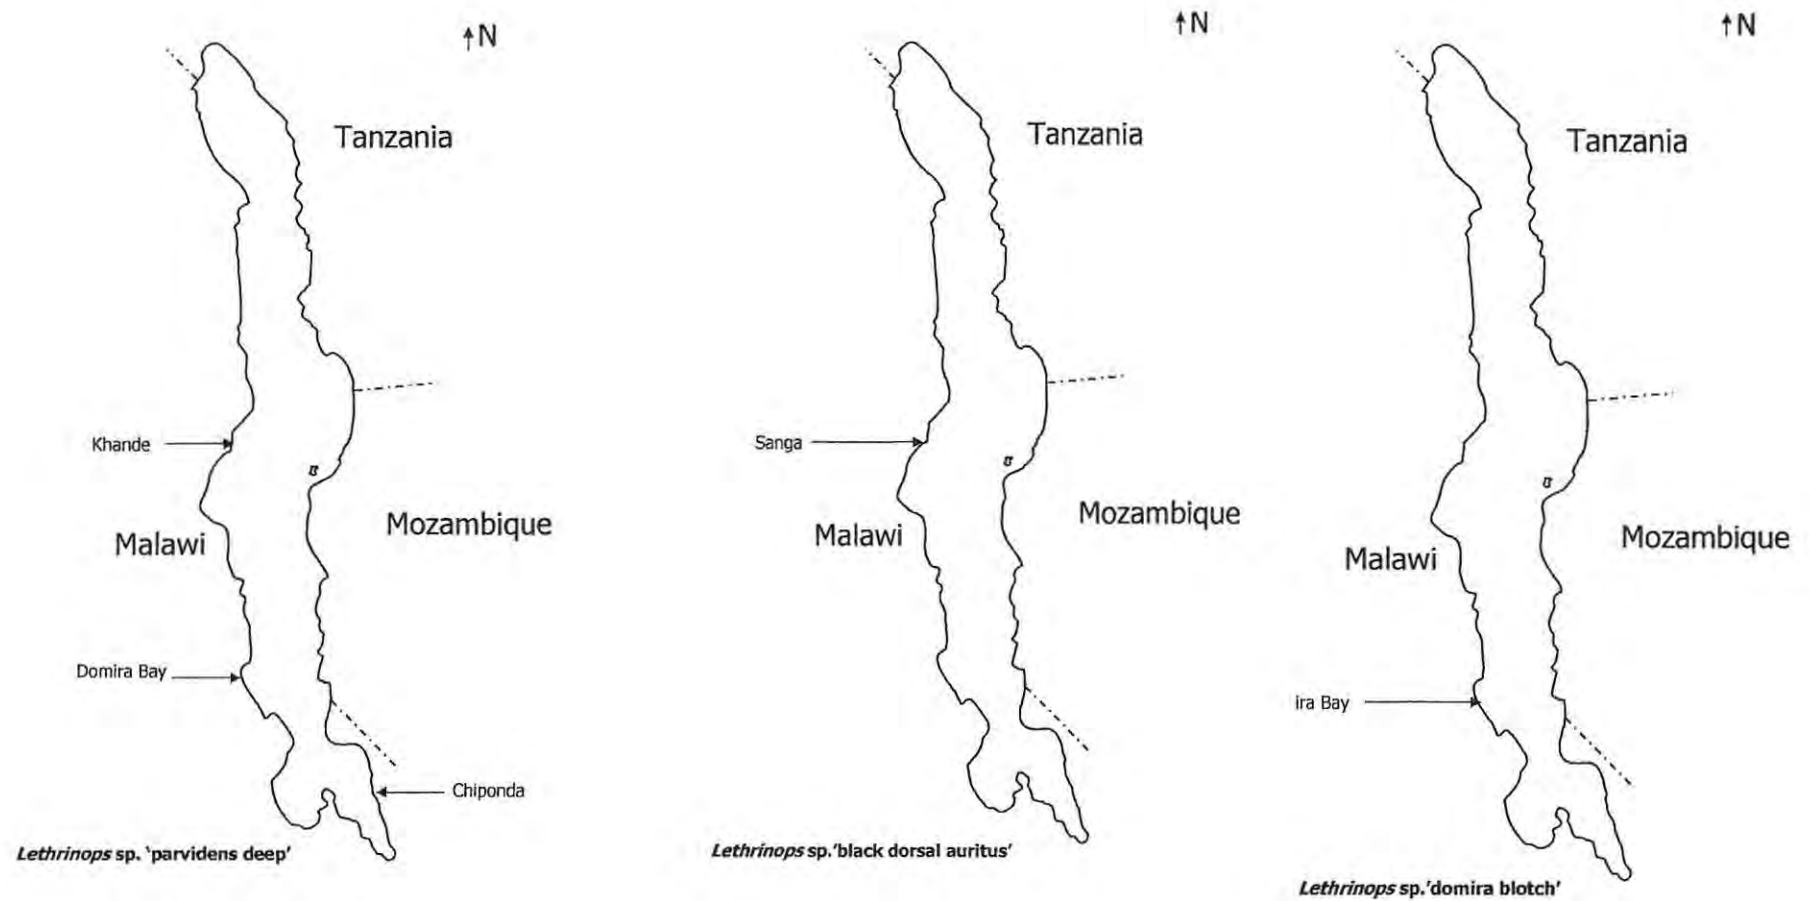 ↑N
Tanzania
Khande
Malawi
Mozambique
Domira Bay
Chiponda
Lethrinops sp. ‘parvidens deep’
↑N
Tanzania
Sanga
Malawi
Mozambique
Lethrinops sp.’black dorsal auritus’
↑N
Tanzania
Malawi
Mozambique
ira Bay
Lethrinops sp.’domira blotch’